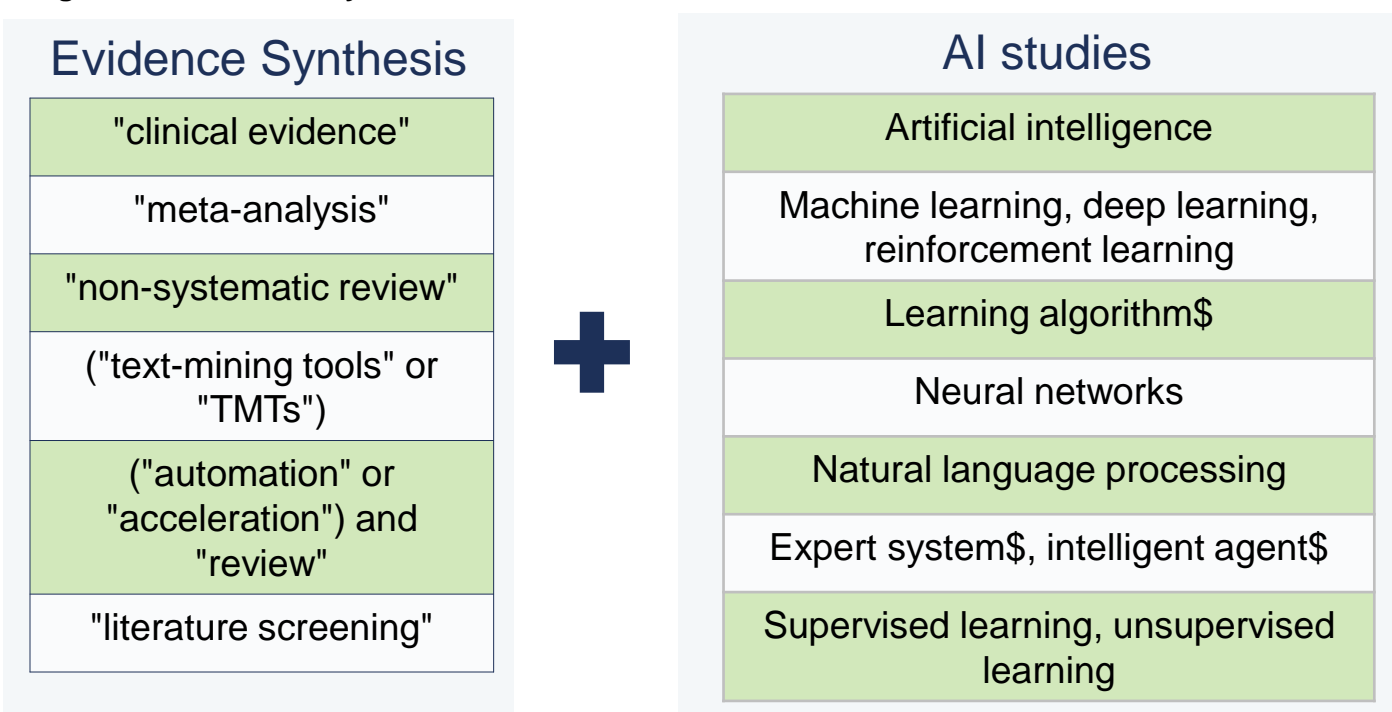 Evidence Synthesis
"clinical evidence"
"meta-analysis"
"non-systematic review"
("text-mining tools" or
"TMTs")
("automation" or
"acceleration") and
"review"
"literature screening"
AI studies
Artificial intelligence
Machine learning, deep learning,
reinforcement learning
Learning algorithm$
Neural networks
Natural language processing
Expert system$, intelligent agent$
Supervised learning, unsupervised
learning